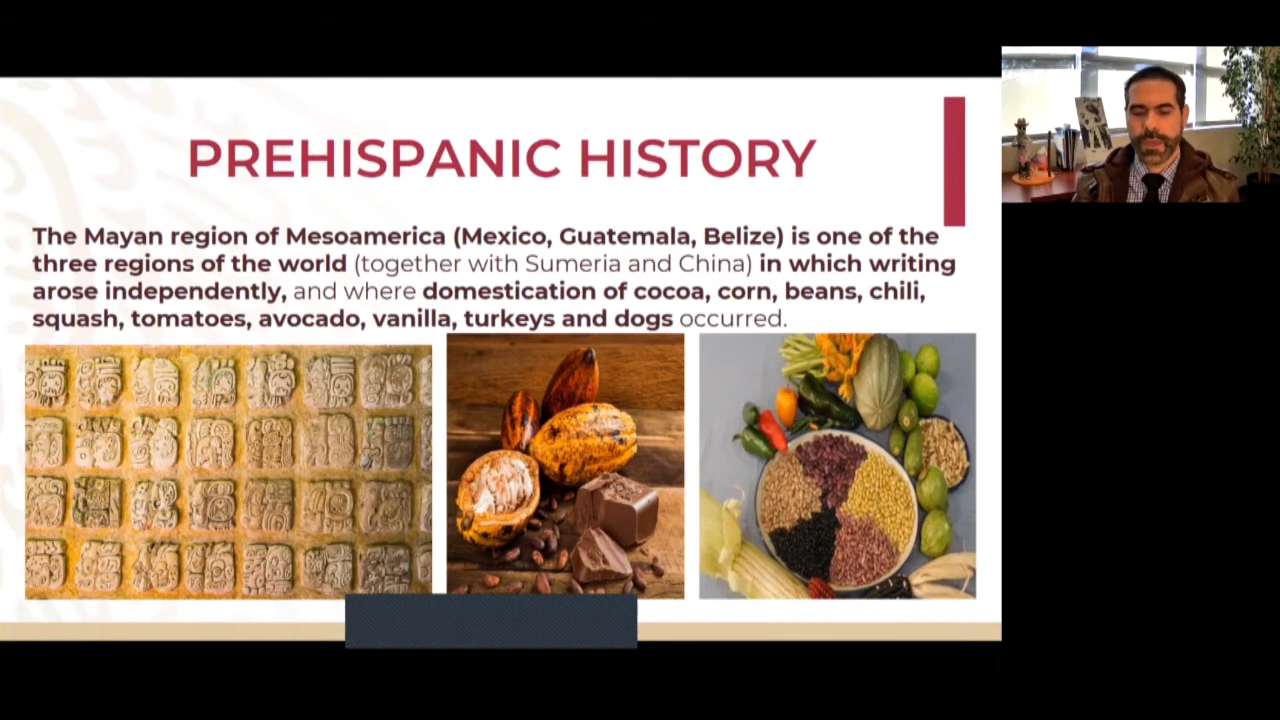 PREHISPANIC HISTORY
The Mayan region of Mesoamerica (Mexico, Guatemala, Belize) is one of the
three regions of the world (together with Sumeria and China) in which writing
arose independently, and where domestication of cocoa, corn, beans, chili,
squash, tomatoes, avocado, vanilla, turkeys and dogs occurred.